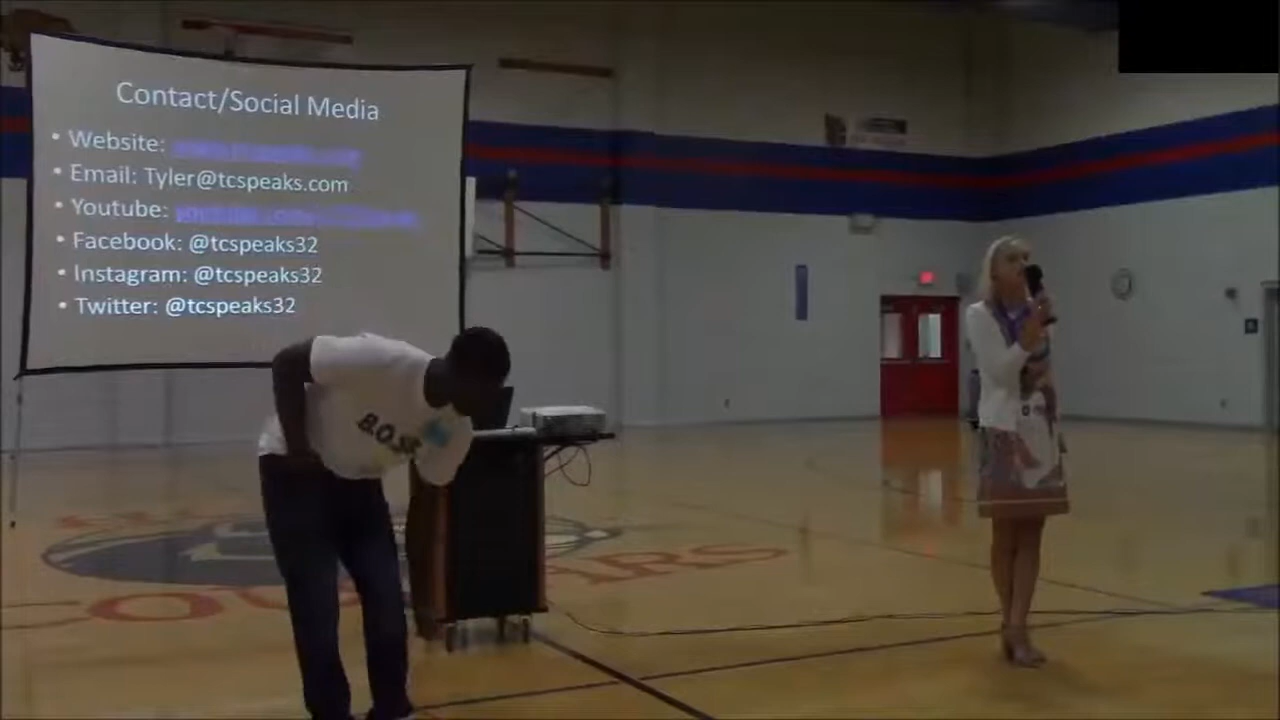 Contact/Social Media
• Website:
• Email: Tyler@tcspeaks.com
• Youtube:
• Facebook: @tcspeaks32
• Instagram: @tcspeaks32
• Twitter: @tcspeaks32